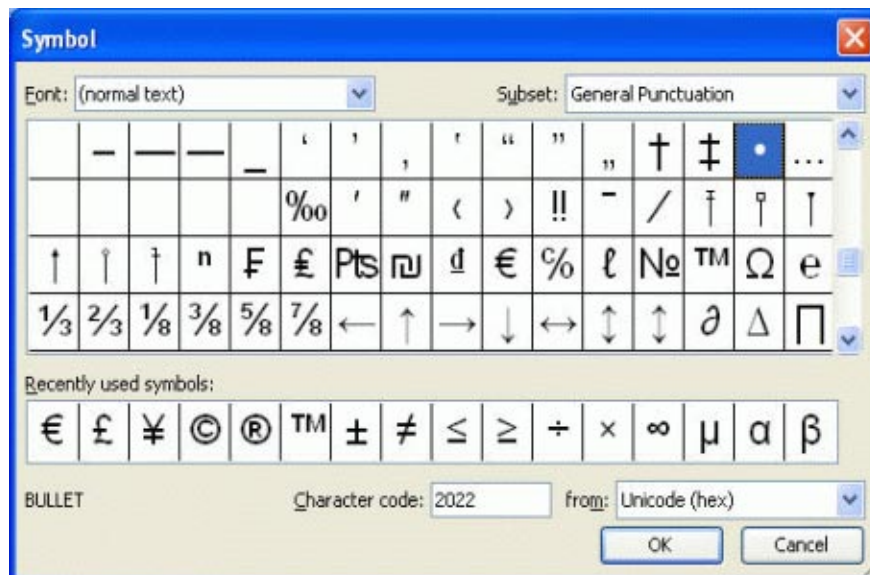 Symbol
Font: (normal text) Subset: General Punctuation
– — ― ‗ ‘ ’ ‚ ‛ “ ” „ † ‡ • …
‰ ′ ″ ‹ › ‼ ‾ ⁄
ⁿ ₣ ₤ Pts ₪ ₫ € ℅ ℓ № ™ Ω ℮
⅓ ⅔ ⅛ ⅜ ⅝ ⅞ ← ↑ → ↓ ↔ ↕ ↨ ∂ ∆ ∏
Recently used symbols:
€ £ ¥ © ® ™ ± ≠ ≤ ≥ ÷ × ∞ µ α β
BULLET Character code: 2022 from: Unicode (hex)
OK Cancel